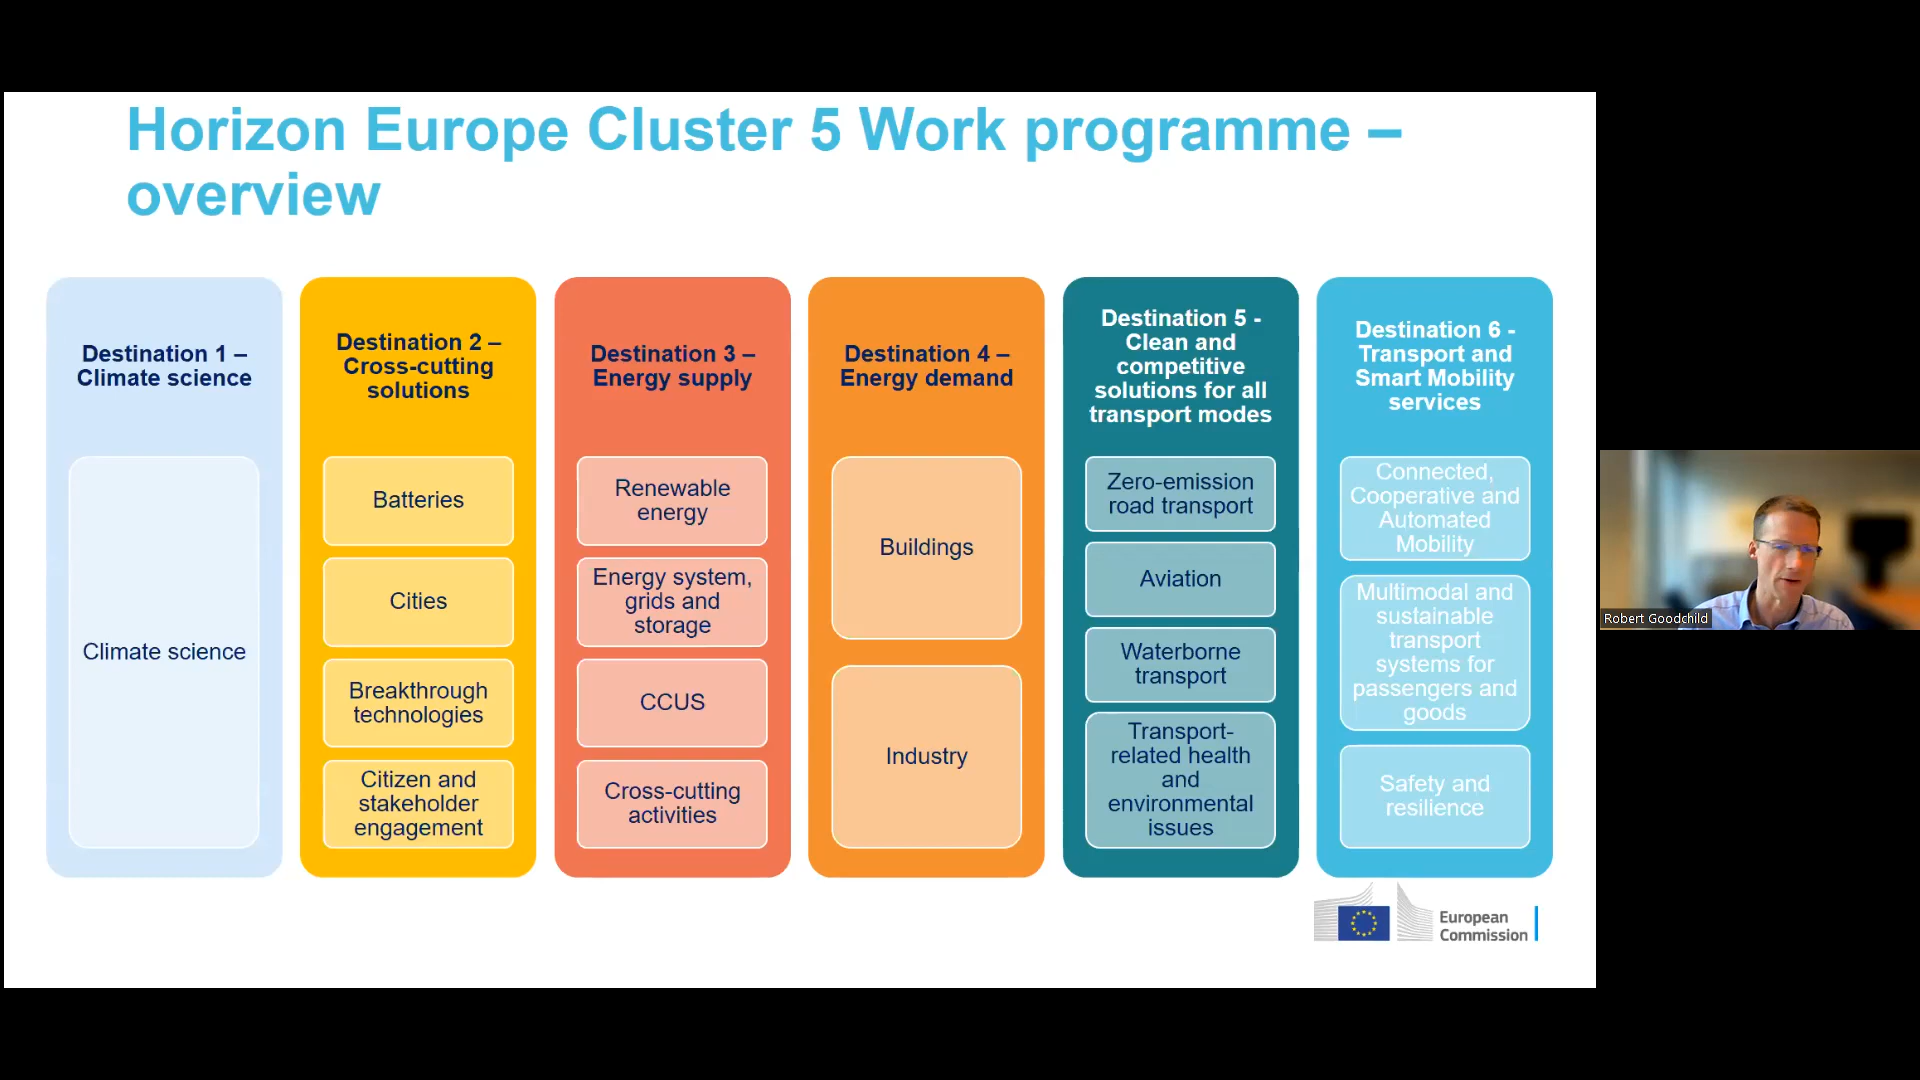 Horizon Europe Cluster 5 Work programme –
overview
Destination 1 –
Climate science
Climate science
Destination 2 –
Cross-cutting
solutions
Batteries
Cities
Breakthrough
technologies
Citizen and
stakeholder
engagement
Destination 3 –
Energy supply
Renewable
energy
Energy system,
grids and
storage
CCUS
Cross-cutting
activities
Destination 4 –
Energy demand
Buildings
Industry
Destination 5 -
Clean and
competitive
solutions for all
transport modes
Zero-emission
road transport
Aviation
Waterborne
transport
Transport-
related health
and
environmental
issues
Destination 6 -
Transport and
Smart Mobility
services
Connected,
Cooperative and
Automated
Mobility
Multimodal and
sustainable
transport
systems for
passengers and
goods
Safety and
resilience
European
Commission
Robert Goodchild